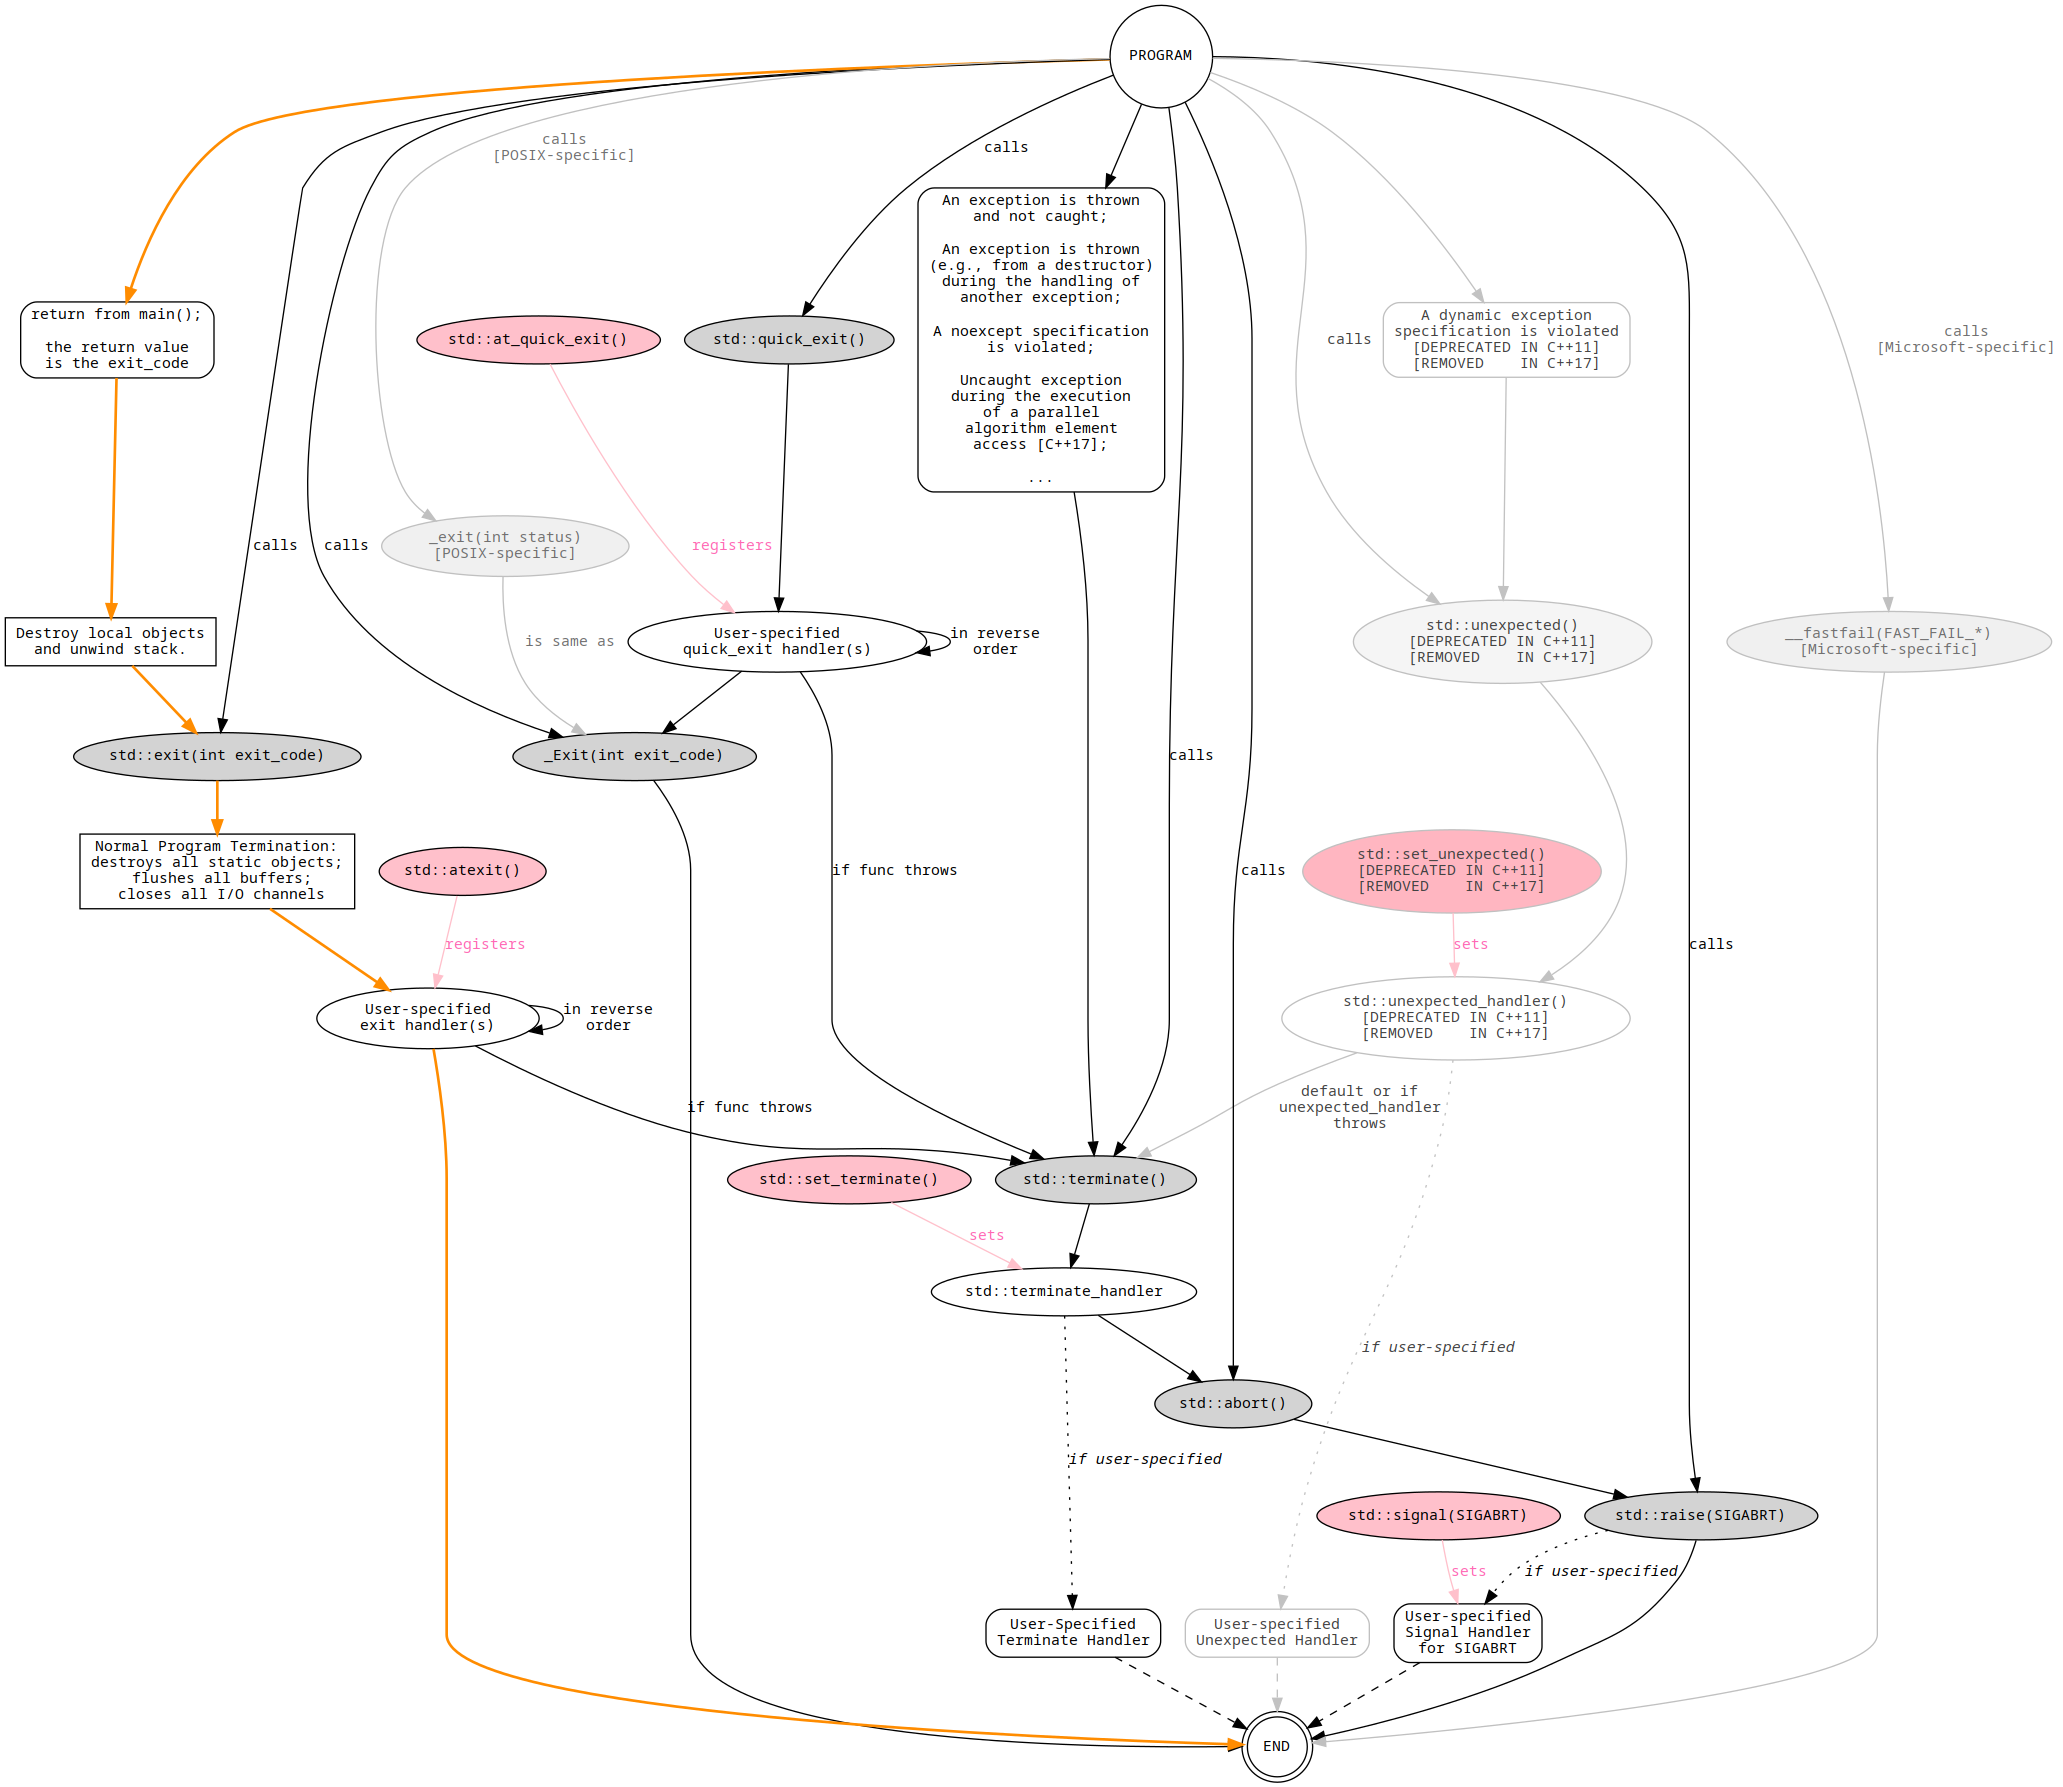 PROGRAM
calls
[POSIX-specific]
calls
An exception is thrown
and not caught;
An exception is thrown
(e.g., from a destructor)
during the handling of
another exception;
A noexcept specification
is violated;
Uncaught exception
during the execution
of a parallel
algorithm element
access [C++17];
...
return from main();
the return value
is the exit_code
std::at_quick_exit()
std::quick_exit()
calls
A dynamic exception
specification is violated
[DEPRECATED IN C++11]
[REMOVED    IN C++17]
calls
[Microsoft-specific]
calls
calls
_exit(int status)
[POSIX-specific]
registers
Destroy local objects
and unwind stack.
is same as
User-specified
quick_exit handler(s)
in reverse
order
std::unexpected()
[DEPRECATED IN C++11]
[REMOVED    IN C++17]
__fastfail(FAST_FAIL_*)
[Microsoft-specific]
std::exit(int exit_code)
_Exit(int exit_code)
calls
Normal Program Termination:
destroys all static objects;
flushes all buffers;
closes all I/O channels
std::atexit()
if func throws
calls
std::set_unexpected()
[DEPRECATED IN C++11]
[REMOVED    IN C++17]
registers
sets
calls
User-specified
exit handler(s)
in reverse
order
std::unexpected_handler()
[DEPRECATED IN C++11]
[REMOVED    IN C++17]
if func throws
default or if
unexpected_handler
throws
std::set_terminate()
std::terminate()
sets
std::terminate_handler
if user-specified
std::abort()
if user-specified
std::signal(SIGABRT)
std::raise(SIGABRT)
sets
if user-specified
User-Specified
Terminate Handler
User-specified
Unexpected Handler
User-specified
Signal Handler
for SIGABRT
END